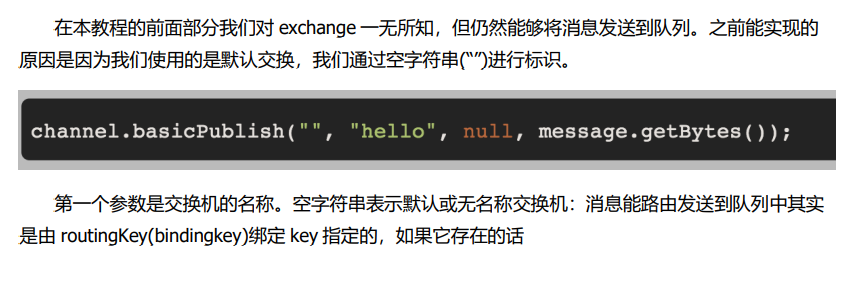 在本教程的前面部分我们对 exchange 一无所知，但仍然能够将消息发送到队列。之前能实现的
原因是因为我们使用的是默认交换，我们通过空字符串(“”)进行标识。
channel.basicPublish("", "hello", null, message.getBytes());
第一个参数是交换机的名称。空字符串表示默认或无名称交换机：消息能路由发送到队列中其实
是由 routingKey(bindingkey)绑定 key 指定的，如果它存在的话